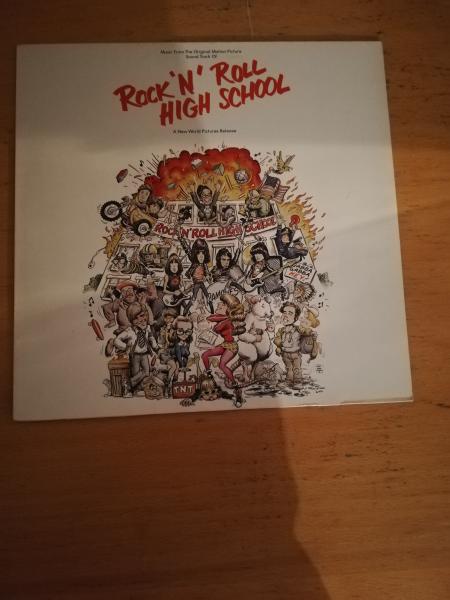 Music From The Original Motion Picture
Sound Track Of
ROCK 'N' ROLL
HIGH SCHOOL
A New World Pictures Release
ROCK N' ROLL HIGH SCHOOL
RAMONES
T.N.T.